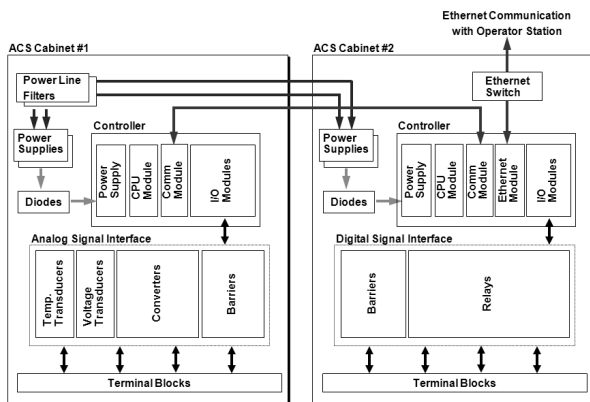 Ethernet Communication
with Operator Station
ACS Cabinet #1
Power Line
Filters
Power
Supplies
Diodes
Controller
Power
Supply
CPU
Module
Comm
Module
I/O
Modules
Analog Signal Interface
Temp.
Transducers
Voltage
Transducers
Converters
Barriers
Terminal Blocks
ACS Cabinet #2
Ethernet
Switch
Power
Supplies
Diodes
Controller
Power
Supply
CPU
Module
Comm
Module
Ethernet
Module
I/O
Modules
Digital Signal Interface
Barriers
Relays
Terminal Blocks